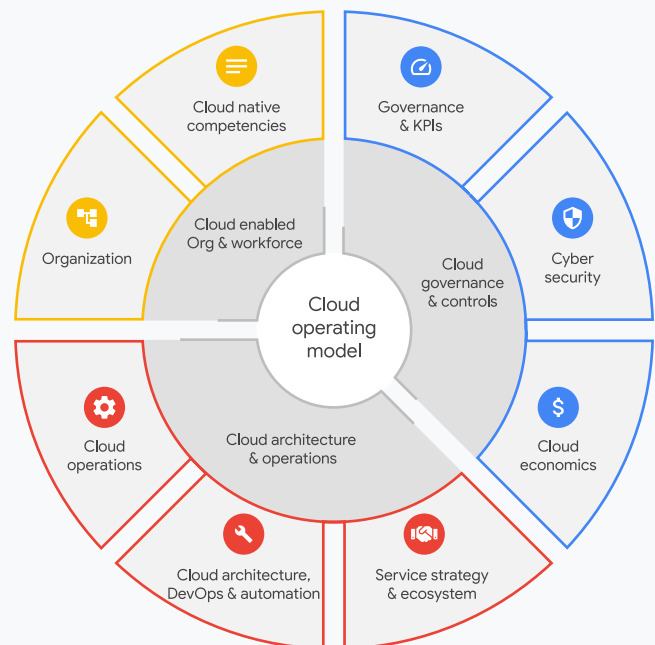 Cloud native
competencies
Governance
& KPIs
Organization
Cloud enabled
Org & workforce
Cloud
governance
& controls
Cyber
security
Cloud
operating
model
Cloud
operations
Cloud architecture
& operations
Cloud
economics
Cloud architecture,
DevOps & automation
Service strategy
& ecosystem
$